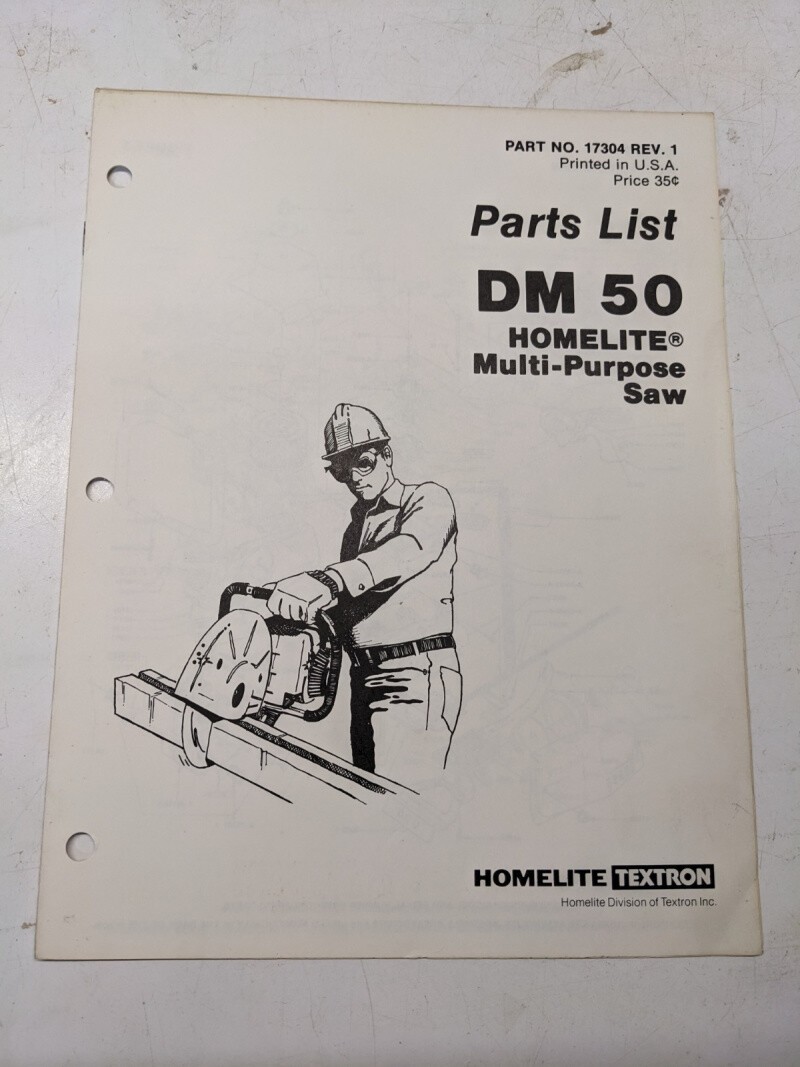 PART NO. 17304 REV. 1
Printed in U.S.A.
Price 35¢
Parts List
DM 50
HOMELITE®
Multi-Purpose
Saw
HOMELITE TEXTRON
Homelite Division of Textron Inc.